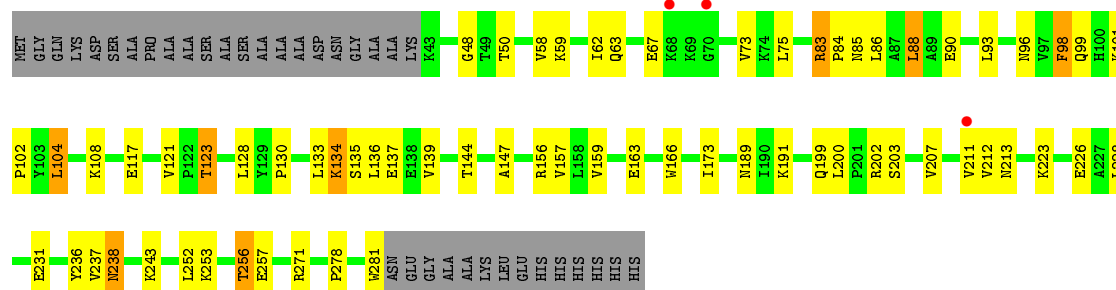 MET GLY GLN LYS ASP SER ALA PRO ALA ALA SER ALA SER ALA ALA ALA ALA ASP ASN GLY ALA ALA LYS K43 G48 T49 T50 V58 K59 I62 Q63 E67 K68 K69 G70 V73 K74 L75 R83 P84 N85 L86 A87 L88 A89 E90 L93 N96 V97 F98 Q99 H100
P102 Y103 L104 K108 E117 V121 P122 T123 L128 Y129 P130 L133 K134 S135 L136 E137 E138 V139 T144 A147 R156 V157 L158 V159 E163 W166 I173 N189 I190 K191 Q199 L200 P201 R202 S203 V207 V211 V212 N213 K223 E226 A227
E231 Y236 V237 N238 K243 L252 K253 T256 E257 R271 P278 W281 ASN GLU GLY ALA ALA LYS LEU GLU HIS HIS HIS HIS HIS HIS